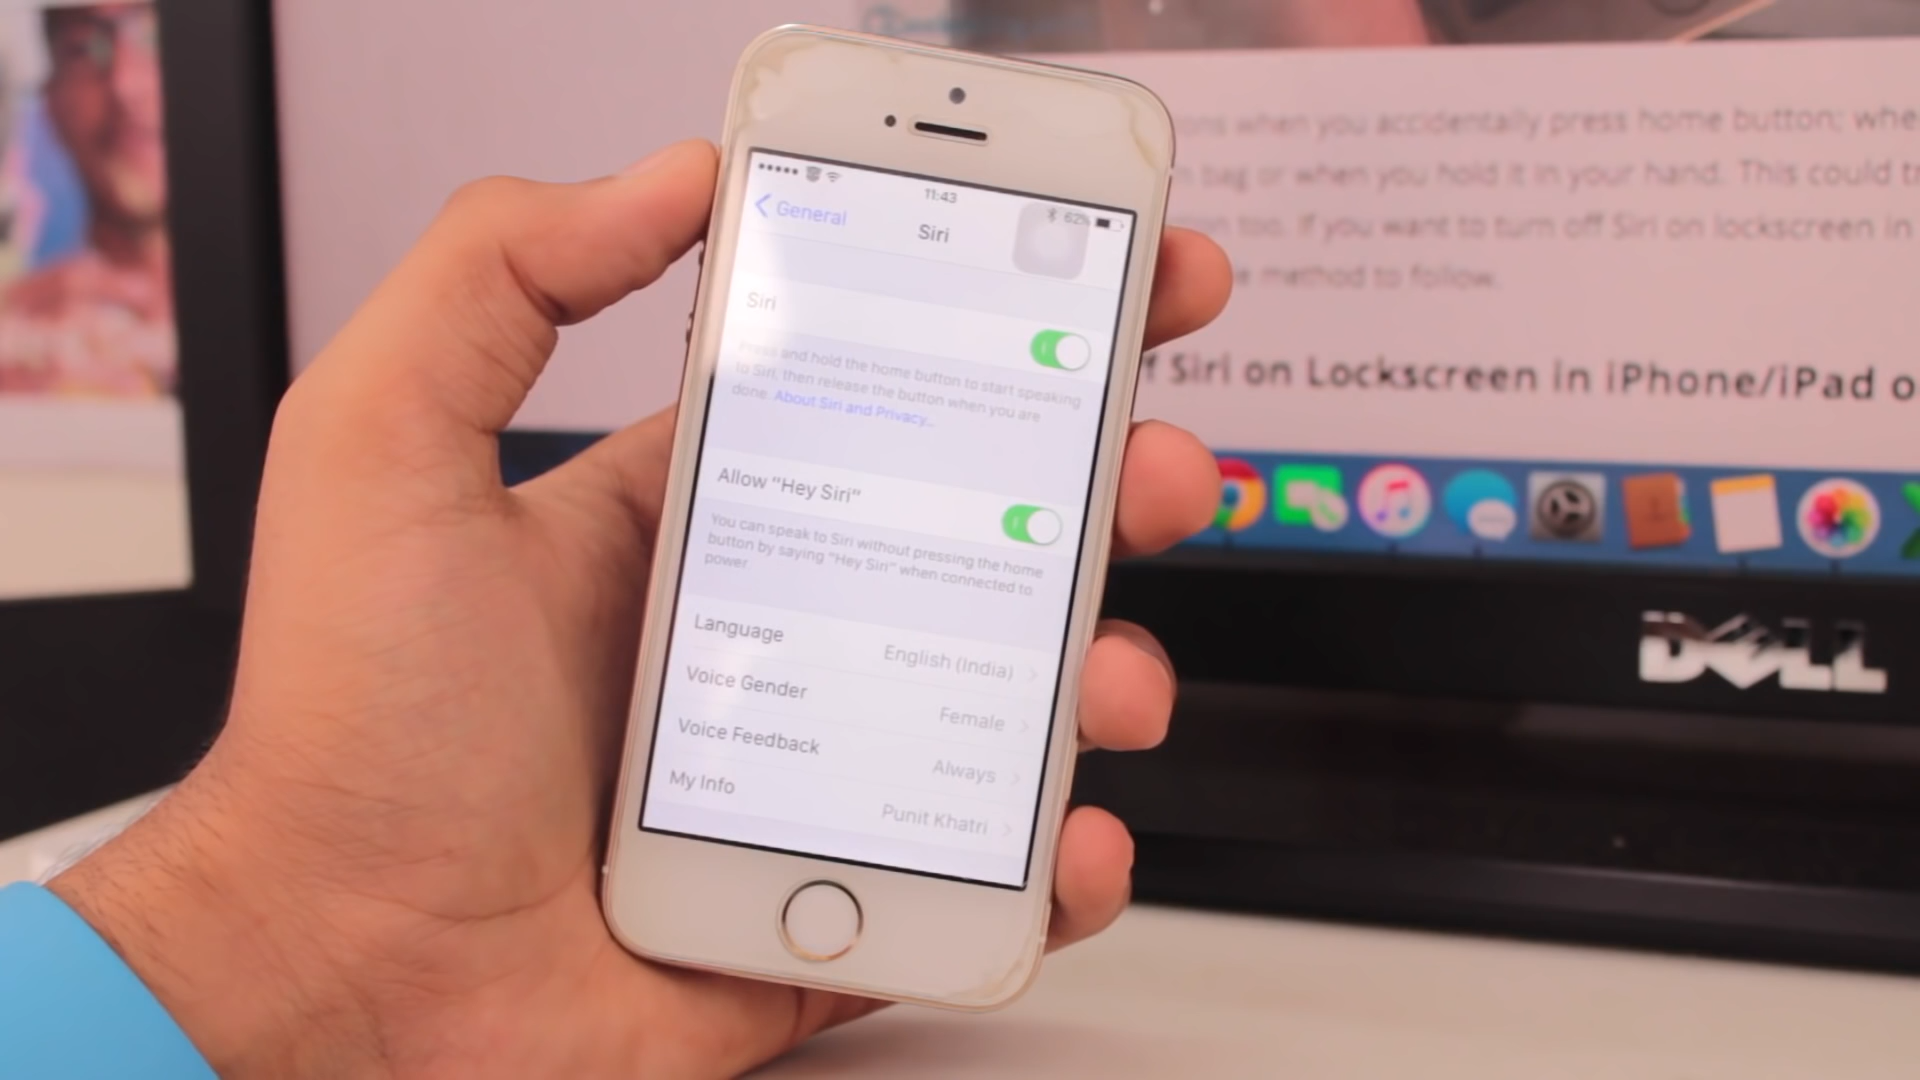 11:43
62%
General
Siri
Siri
Press and hold the home button to start speaking
to Siri, then release the button when you are
done. About Siri and Privacy...
Allow "Hey Siri"
You can speak to Siri without pressing the home
button by saying "Hey Siri" when connected to
power
Language
English (India)
Voice Gender
Female
Voice Feedback
Always
My Info
Punit Khatri
ons when you accidentally press home button; whe
n bag or when you hold it in your hand. This could tr
on too. If you want to turn off Siri on lockscreen in
e method to follow.
f Siri on Lockscreen in iPhone/iPad o
DELL